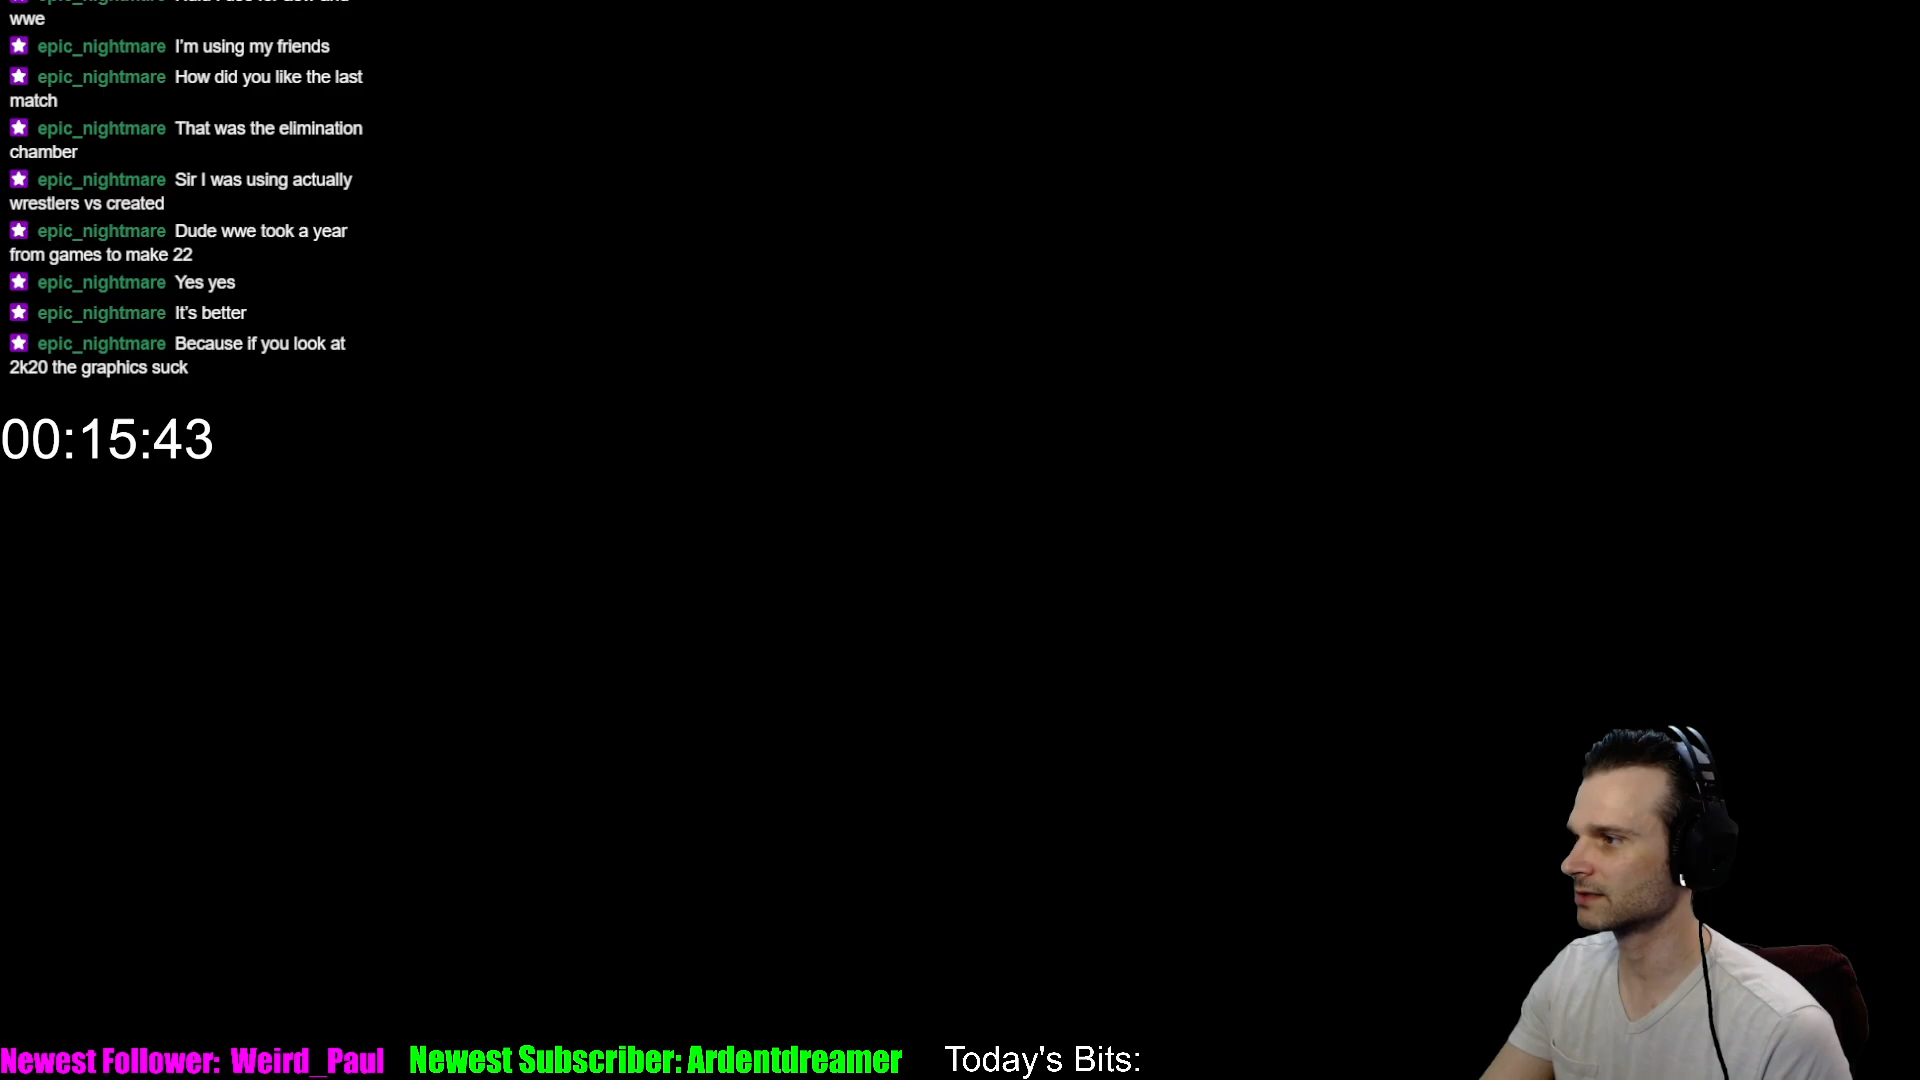 wwe
epic_nightmare I'm using my friends
epic_nightmare How did you like the last
match
epic_nightmare That was the elimination
chamber
epic_nightmare Sir I was using actually
wrestlers vs created
epic_nightmare Dude wwe took a year
from games to make 22
epic_nightmare Yes yes
epic_nightmare It's better
epic_nightmare Because if you look at
2k20 the graphics suck
00:15:43
Newest Follower: Weird_Paul Newest Subscriber: Ardentdreamer Today's Bits: